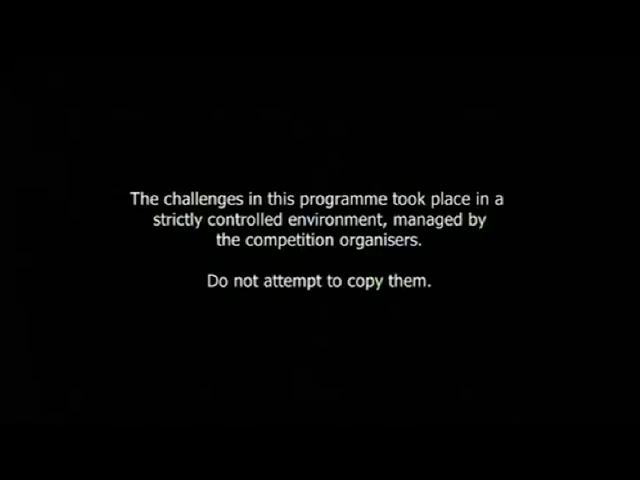 The challenges in this programme took place in a
strictly controlled environment, managed by
the competition organisers.
Do not attempt to copy them.